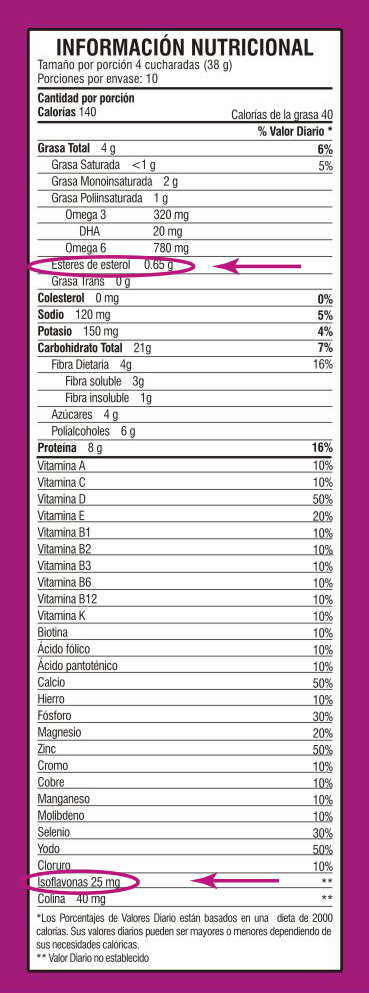 INFORMACIÓN NUTRICIONAL
Tamaño por porción 4 cucharadas (38 g)
Porciones por envase: 10
Cantidad por porción
Calorías 140 Calorías de la grasa 40
% Valor Diario *
Grasa Total 4 g 6%
Grasa Saturada <1 g 5%
Grasa Monoinsaturada 2 g
Grasa Poliinsaturada 1 g
Omega 3 320 mg
DHA 20 mg
Omega 6 780 mg
Esteres de esterol 0.65 g
Grasa Trans 0 g
Colesterol 0 mg 0%
Sodio 120 mg 5%
Potasio 150 mg 4%
Carbohidrato Total 21g 7%
Fibra Dietaria 4g 16%
Fibra soluble 3g
Fibra insoluble 1g
Azúcares 4 g
Polialcoholes 6 g
Proteína 8 g 16%
Vitamina A 10%
Vitamina C 10%
Vitamina D 50%
Vitamina E 20%
Vitamina B1 10%
Vitamina B2 10%
Vitamina B3 10%
Vitamina B6 10%
Vitamina B12 10%
Vitamina K 10%
Biotina 10%
Ácido fólico 10%
Ácido pantoténico 10%
Calcio 50%
Hierro 10%
Fósforo 30%
Magnesio 20%
Zinc 50%
Cromo 10%
Cobre 10%
Manganeso 10%
Molibdeno 10%
Selenio 30%
Yodo 50%
Cloruro 10%
Isoflavonas 25 mg **
Colina 40 mg **
*Los Porcentajes de Valores Diario están basados en una dieta de 2000
calorías. Sus valores diarios pueden ser mayores o menores dependiendo de
sus necesidades calóricas.
** Valor Diario no establecido